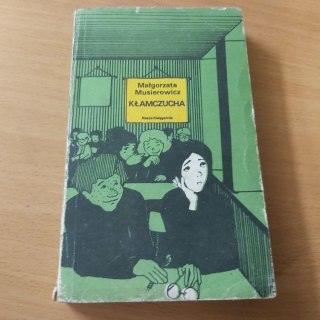 Małgorzata
Musierowicz
KŁAMCZUCHA
Nasza Księgarnia